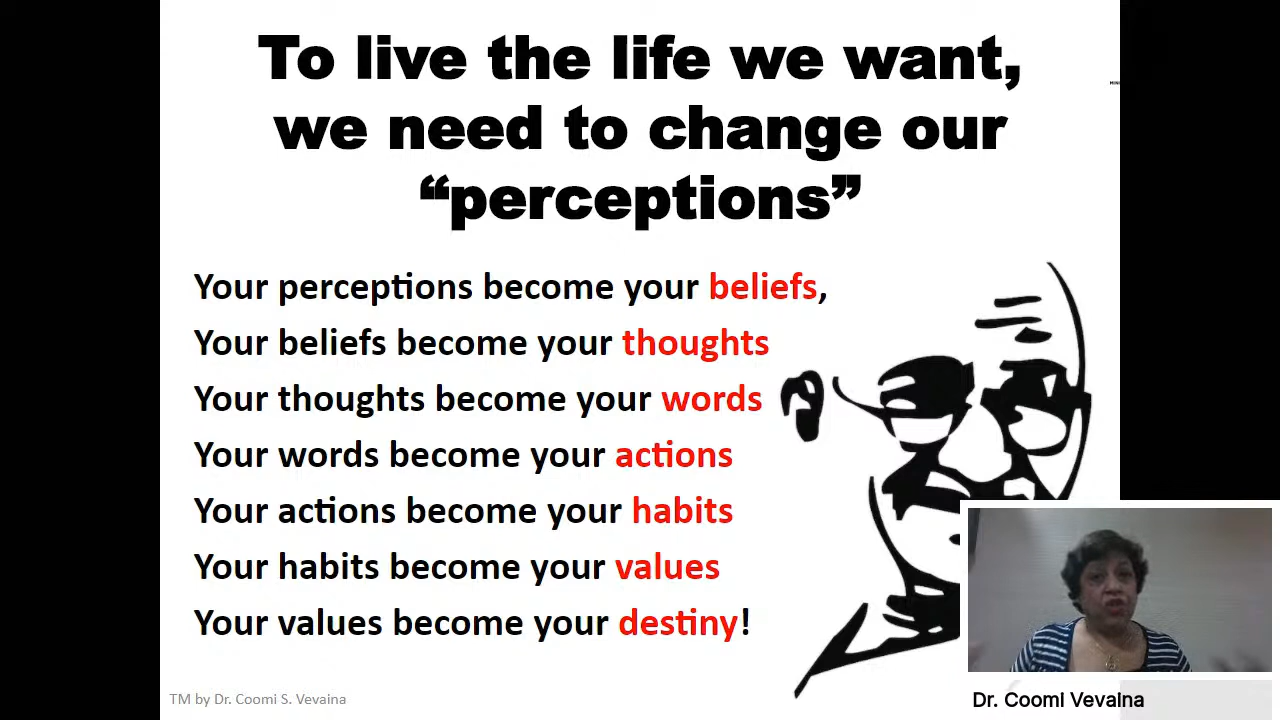 To live the life we want,
we need to change our
“perceptions”
Your perceptions become your beliefs,
Your beliefs become your thoughts
Your thoughts become your words
Your words become your actions
Your actions become your habits
Your habits become your values
Your values become your destiny!
TM by Dr. Coomi S. Vevaina
Dr. Coomi Vevaina